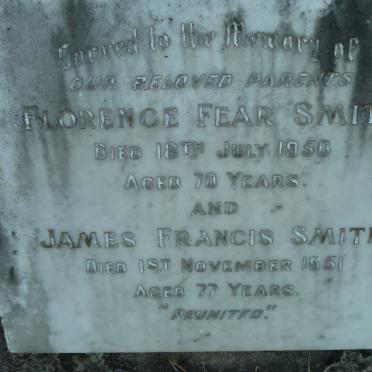 Sacred to the Memory of
OUR BELOVED PARENTS
FLORENCE FEAR SMIT
DIED 18TH JULY 1950
AGED 70 YEARS.
AND
JAMES FRANCIS SMITH
DIED 1ST NOVEMBER 1951
AGED 77 YEARS.
"REUNITED."